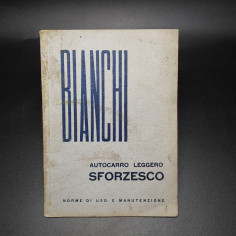 BIANCHI
AUTOCARRO LEGGERO
SFORZESCO
NORME DI USO E MANUTENZIONE